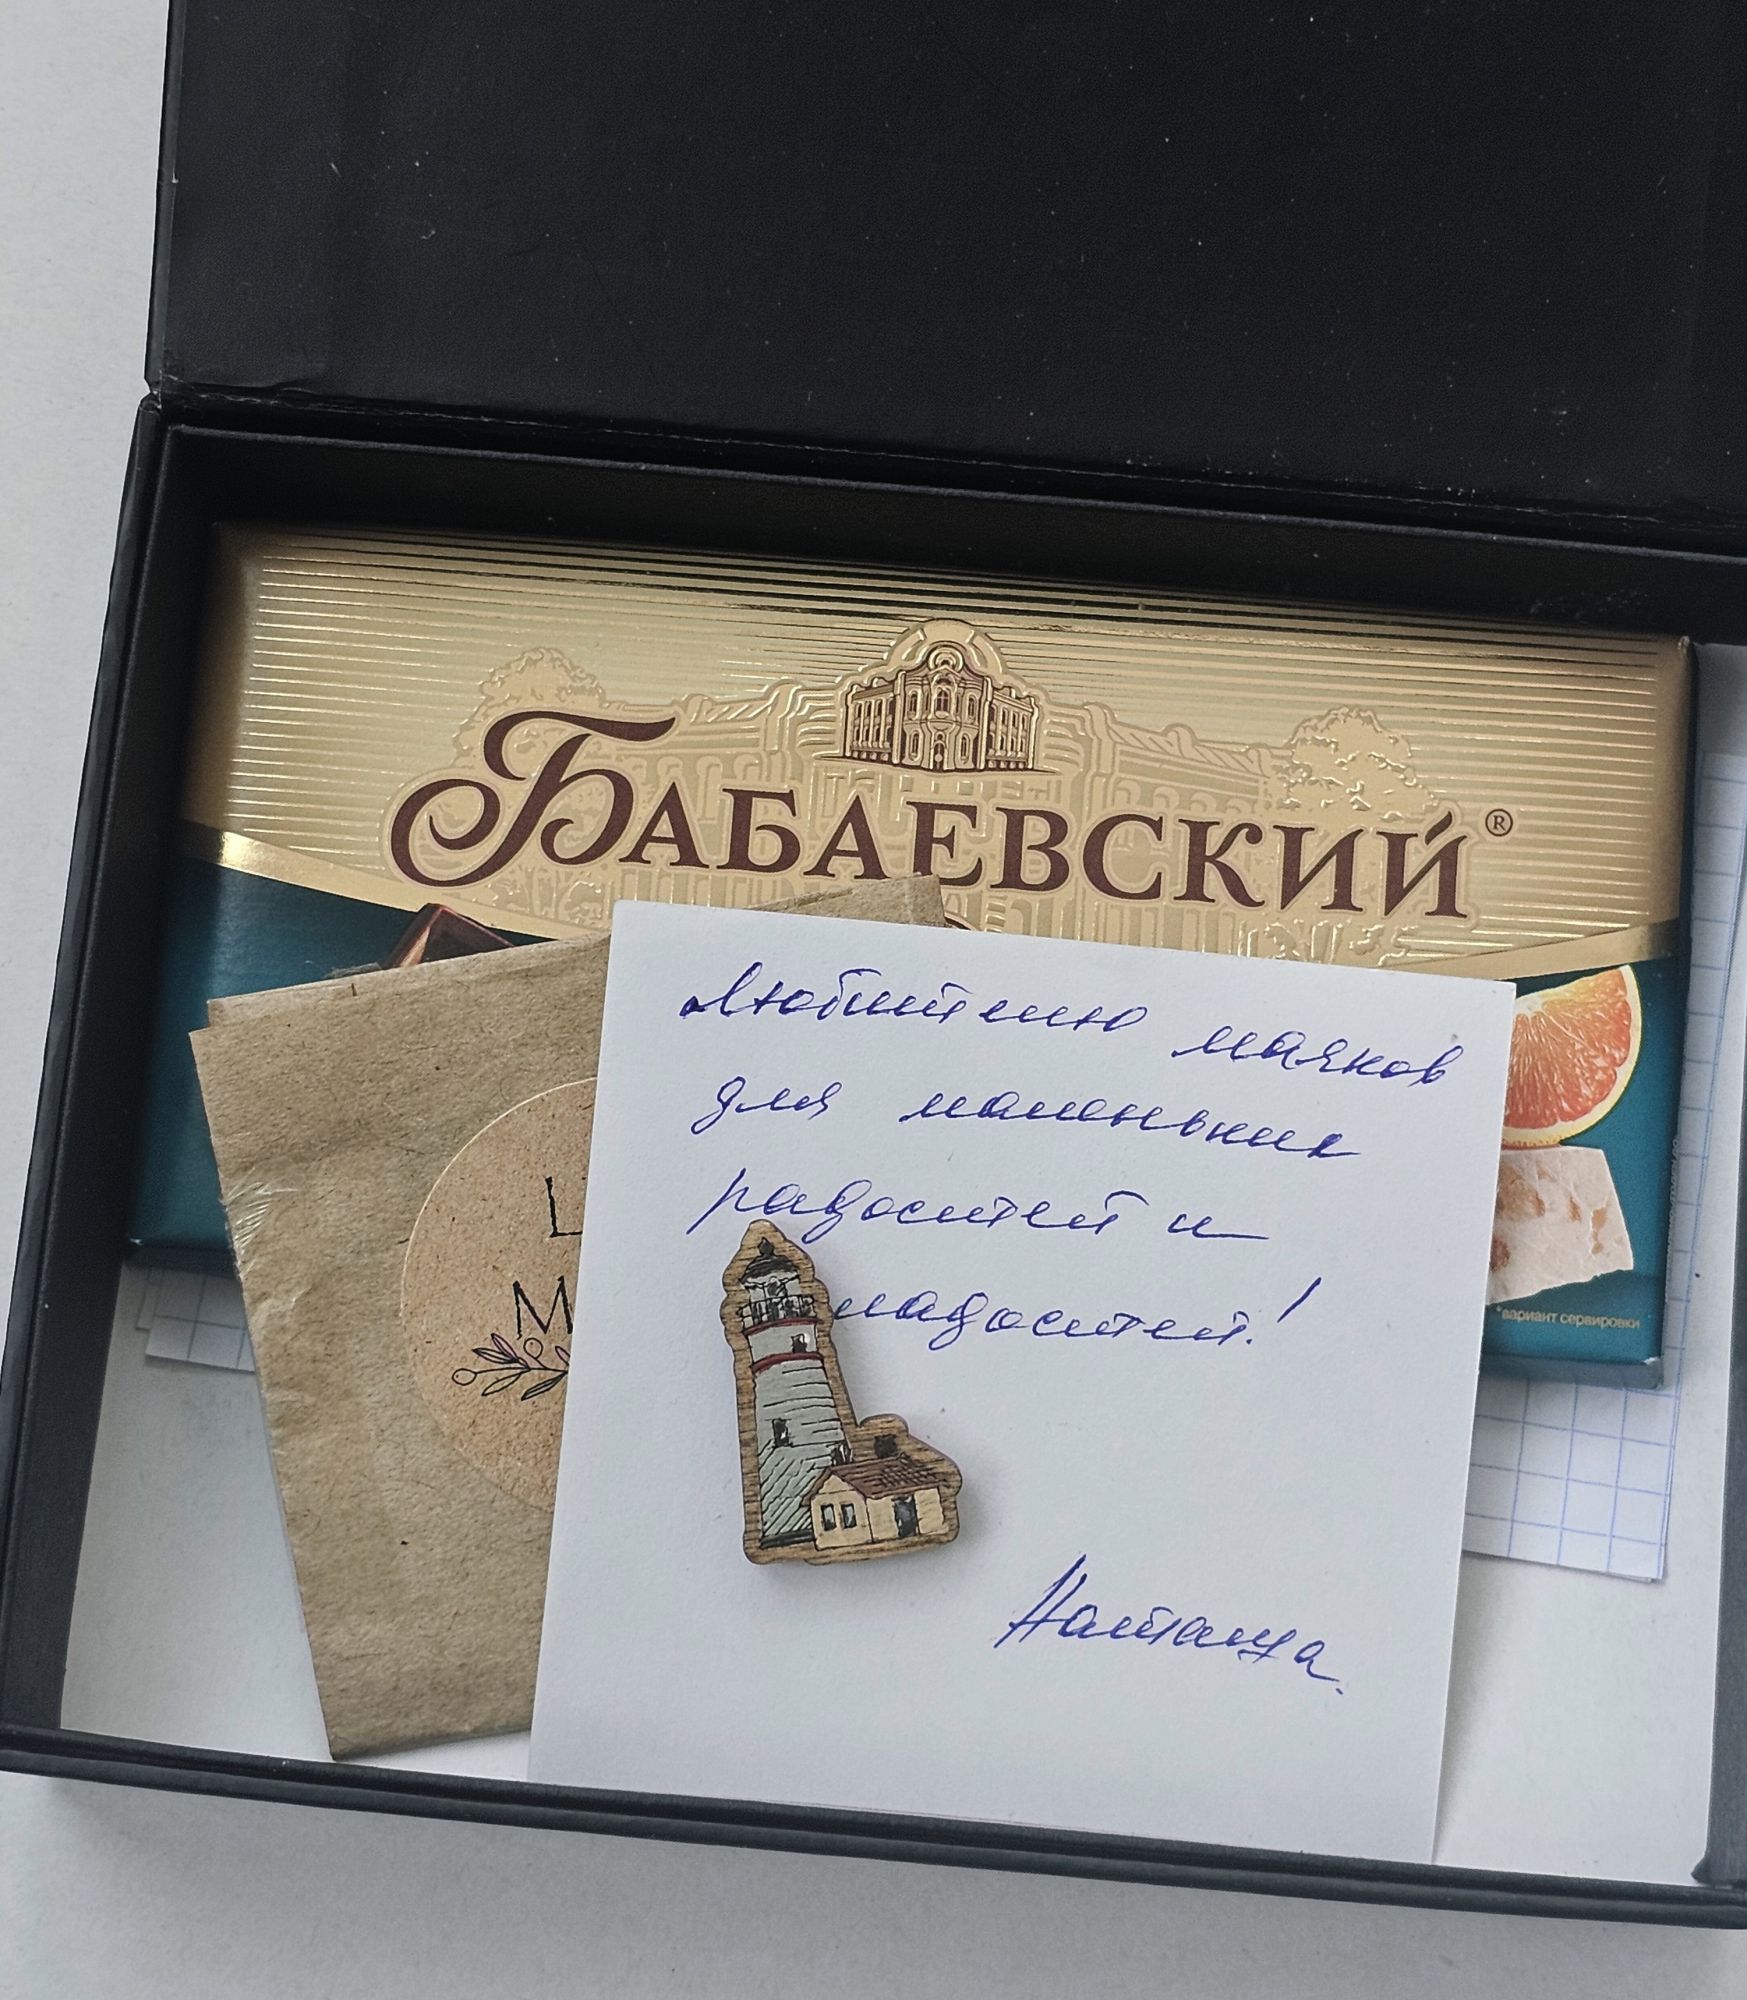 БАБАЕВСКИЙ®
Любителю маяков
для маленьких
радостей и
сладостей!
Наташа.
L
M
*вариант сервировки